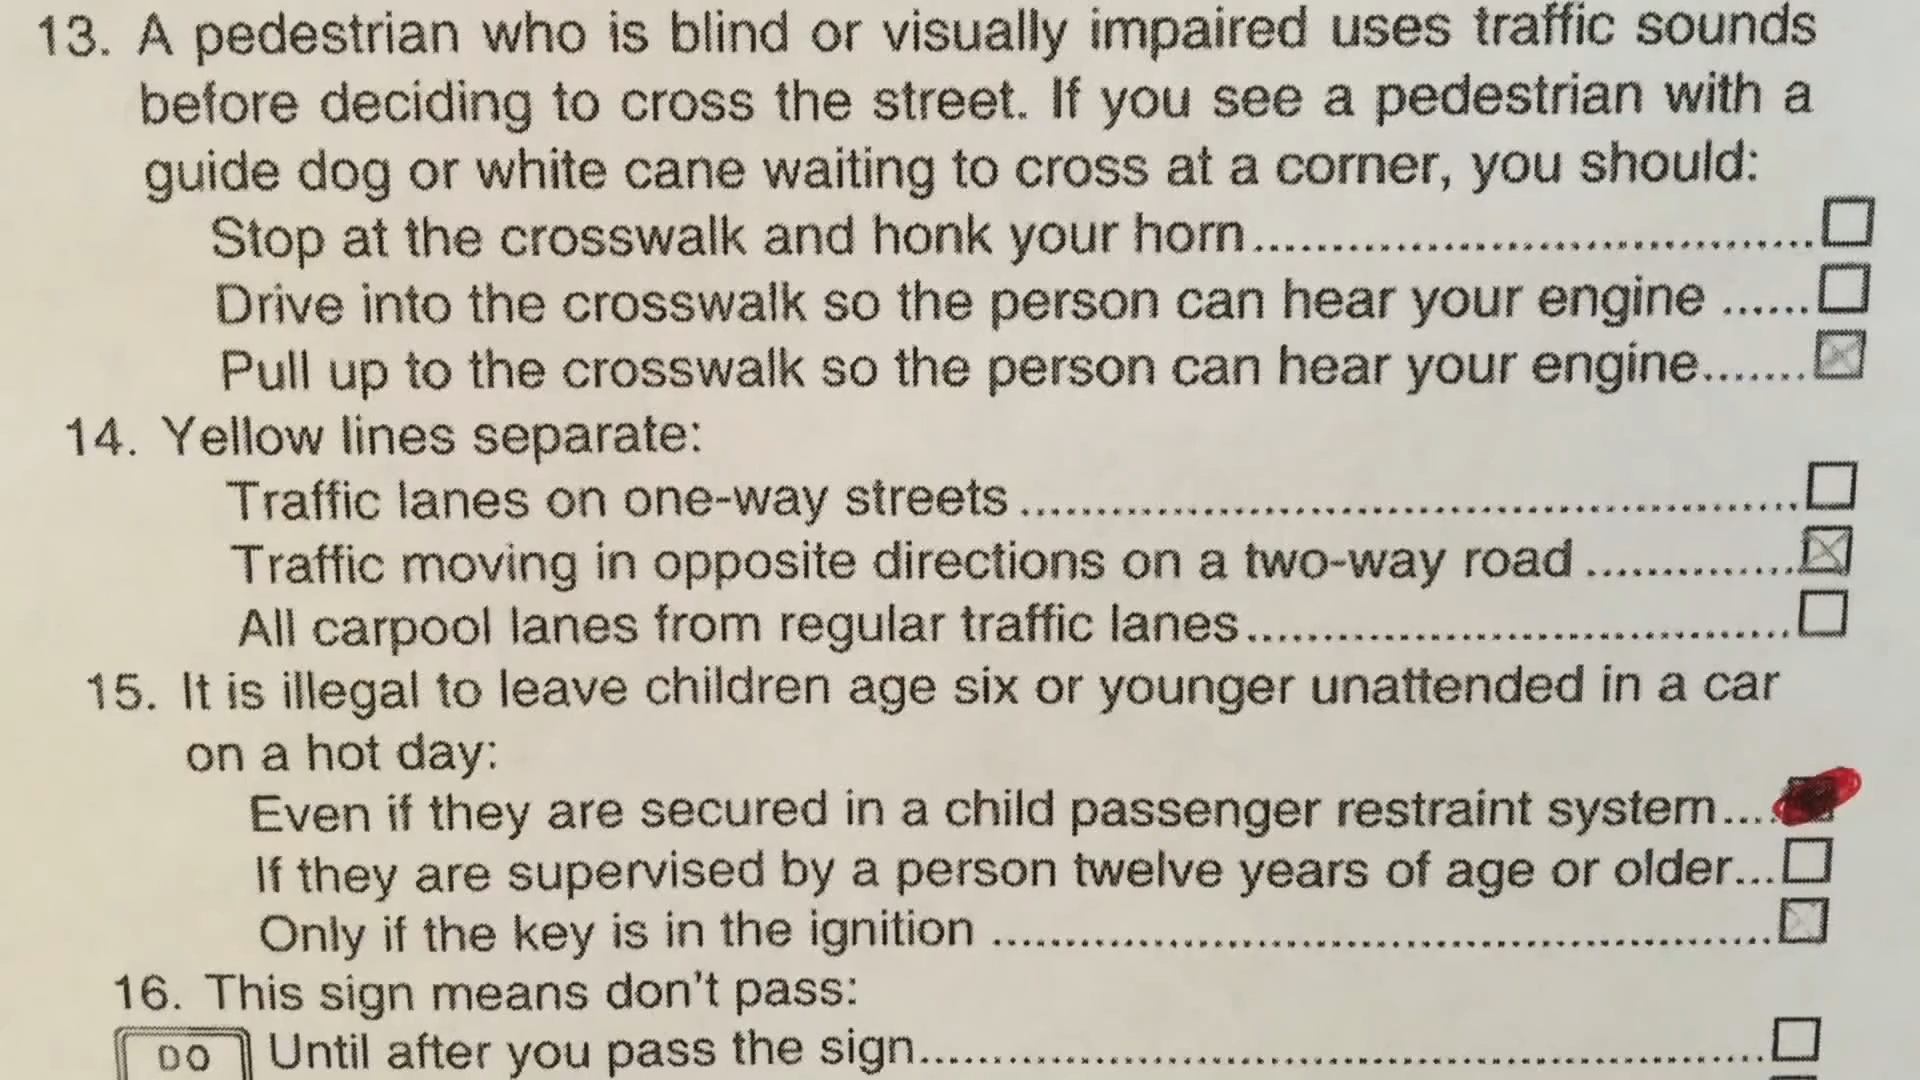 13. A pedestrian who is blind or visually impaired uses traffic sounds
before deciding to cross the street. If you see a pedestrian with a
guide dog or white cane waiting to cross at a corner, you should:
Stop at the crosswalk and honk your horn
Drive into the crosswalk so the person can hear your engine
Pull up to the crosswalk so the person can hear your engine
14. Yellow lines separate:
Traffic lanes on one-way streets
Traffic moving in opposite directions on a two-way road
All carpool lanes from regular traffic lanes
15. It is illegal to leave children age six or younger unattended in a car
on a hot day:
Even if they are secured in a child passenger restraint system
If they are supervised by a person twelve years of age or older
Only if the key is in the ignition
16. This sign means don't pass:
DO Until after you pass the sign